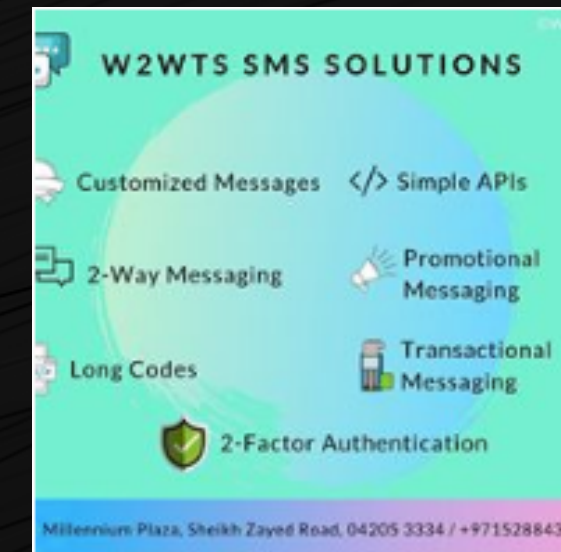 W2WTS SMS SOLUTIONS
Customized Messages
</> Simple APIs
2-Way Messaging
Promotional
Messaging
Long Codes
Transactional
Messaging
2-Factor Authentication
Millennium Plaza, Sheikh Zayed Road, 04205 3334 / +971528843